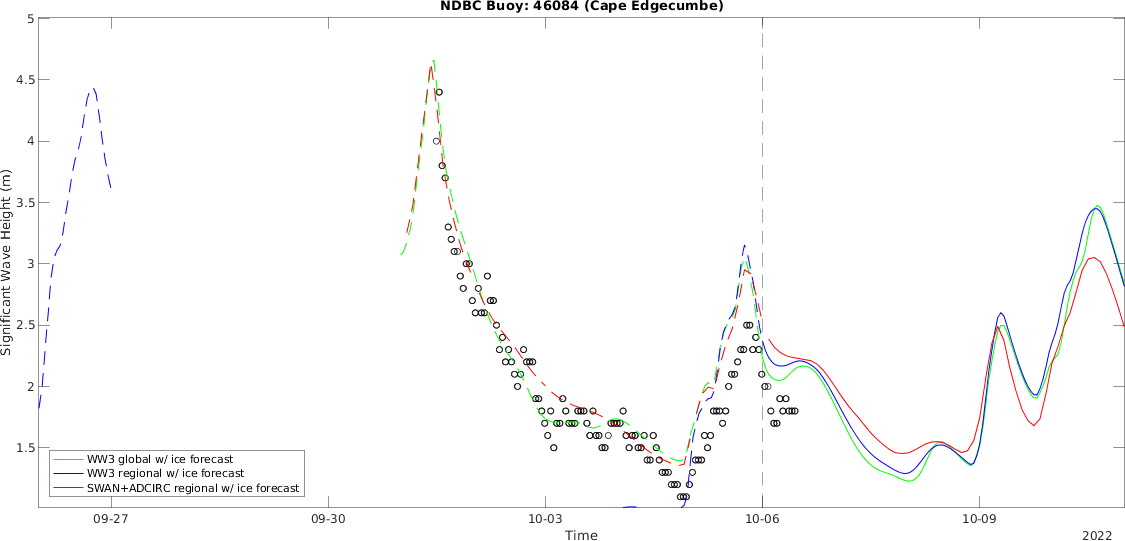 NDBC Buoy: 46084 (Cape Edgecumbe)
5
4.5
4
3.5
3
2.5
2
1.5
Significant Wave Height (m)
WW3 global w/ ice forecast
WW3 regional w/ ice forecast
SWAN+ADCIRC regional w/ ice forecast
09-27 09-30 10-03 10-06 10-09
Time
2022